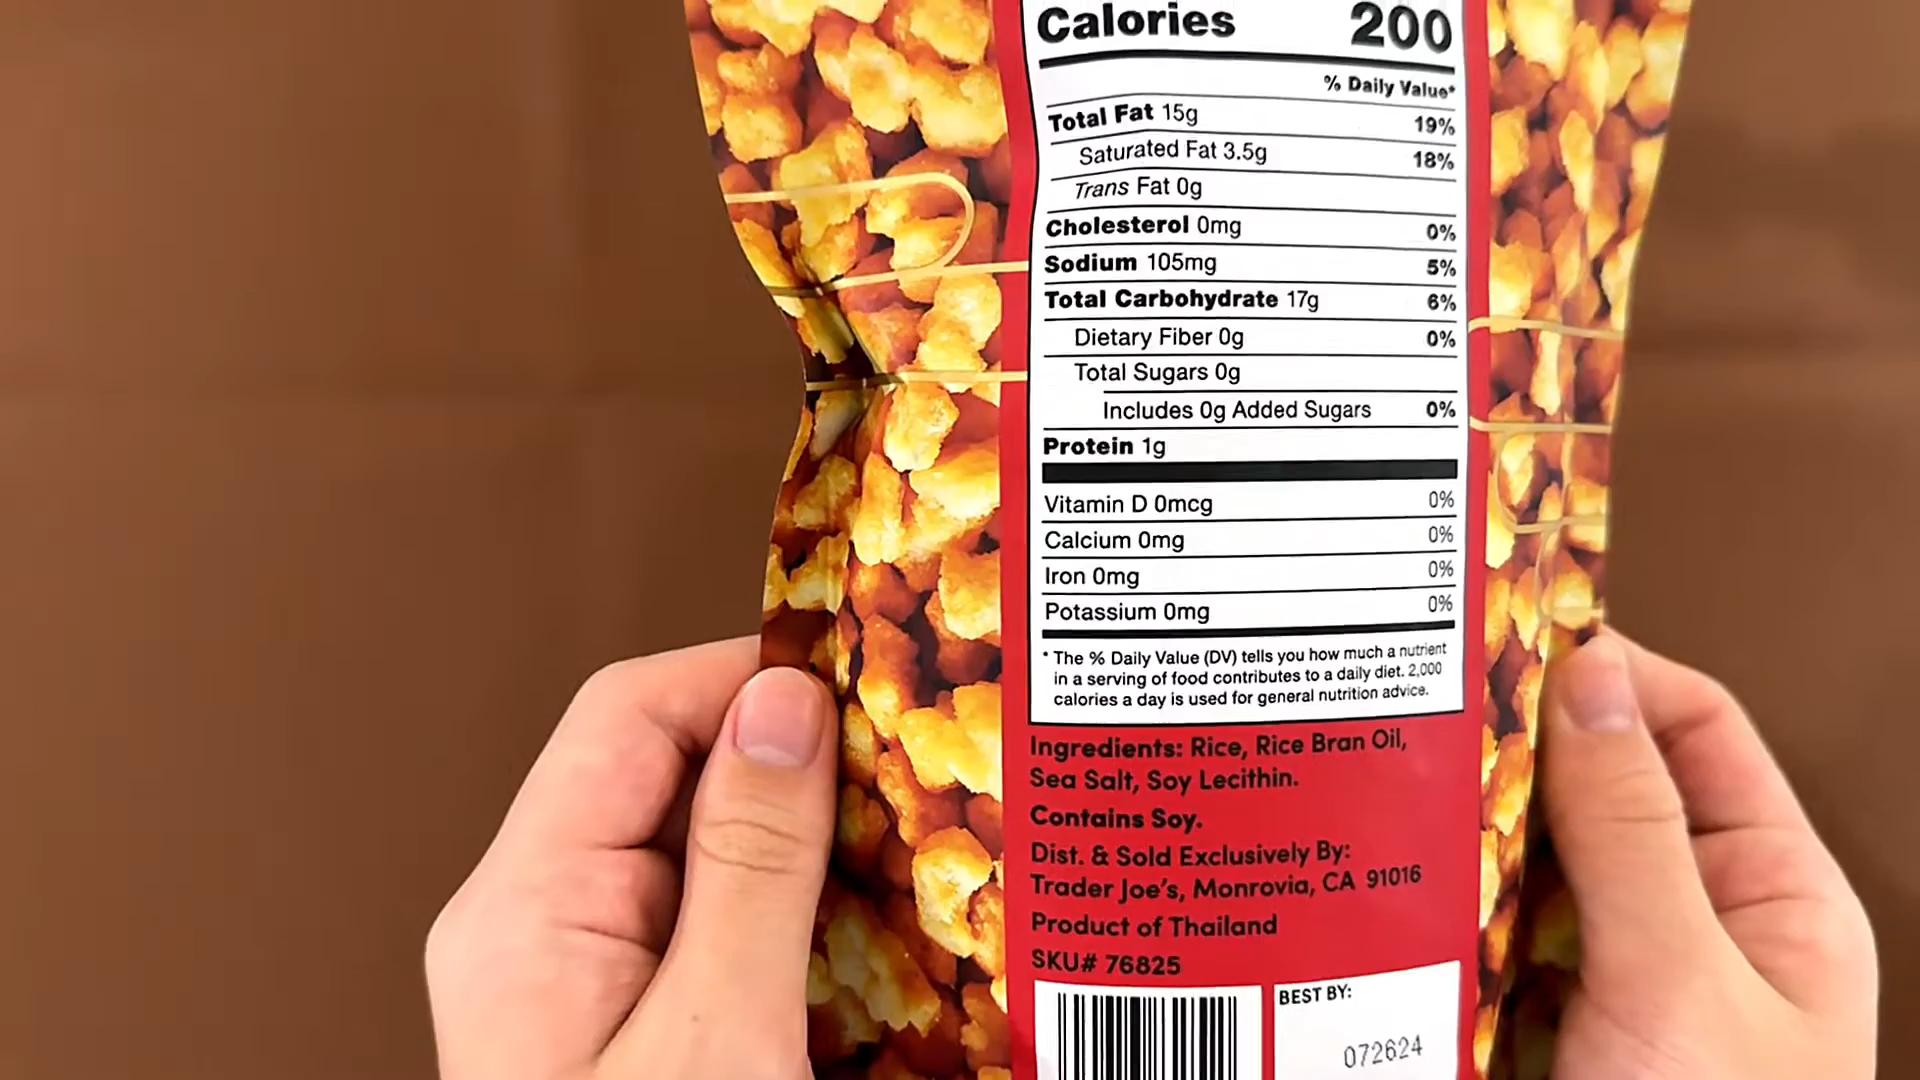 Calories 200
% Daily Value*
Total Fat 15g 19%
Saturated Fat 3.5g 18%
Trans Fat 0g
Cholesterol 0mg 0%
Sodium 105mg 5%
Total Carbohydrate 17g 6%
Dietary Fiber 0g 0%
Total Sugars 0g
Includes 0g Added Sugars 0%
Protein 1g
Vitamin D 0mcg 0%
Calcium 0mg 0%
Iron 0mg 0%
Potassium 0mg 0%
* The % Daily Value (DV) tells you how much a nutrient
in a serving of food contributes to a daily diet. 2,000
calories a day is used for general nutrition advice.
Ingredients: Rice, Rice Bran Oil,
Sea Salt, Soy Lecithin.
Contains Soy.
Dist. & Sold Exclusively By:
Trader Joe's, Monrovia, CA 91016
Product of Thailand
SKU# 76825
BEST BY:
072624